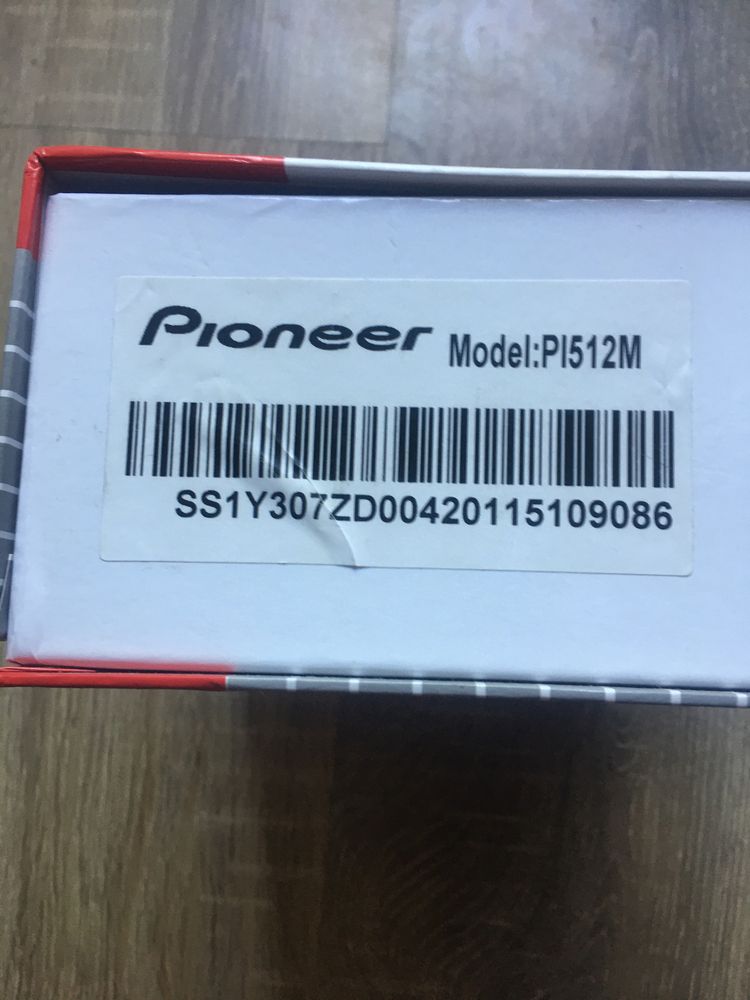 Pioneer Model:PI512M
SS1Y307ZD00420115109086